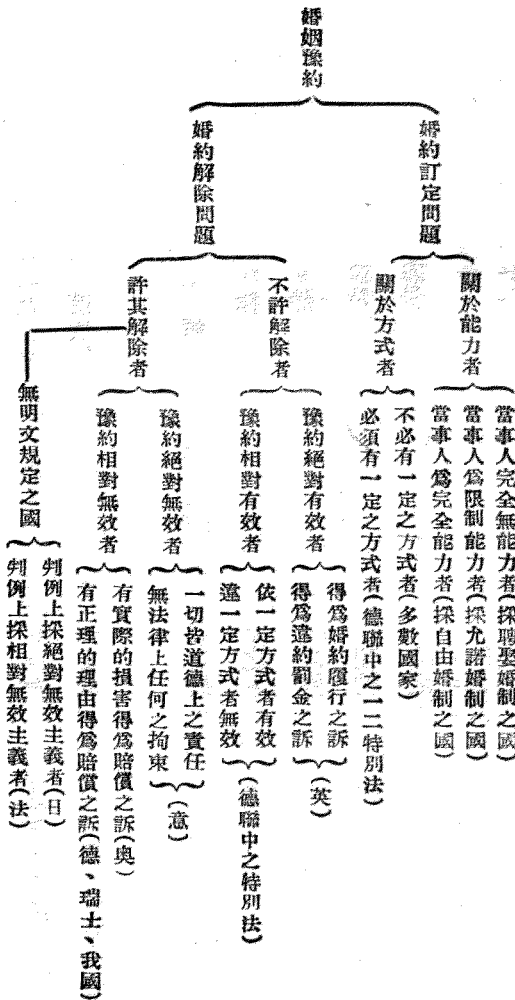 婚姻豫約
婚約訂定問題
關於能力者
當事人完全無能力者(採聘娶婚制之國)
當事人爲限制能力者(採允諾婚制之國)
當事人爲完全能力者(採自由婚制之國)
關於方式者
不必有一定之方式者(多數國家)
必須有一定之方式者(德聯中之一二特別法)
婚約解除問題
不許解除者
豫約絕對有效者
得爲婚約履行之訴
得爲違約罰金之訴
(英)
豫約相對有效者
依一定方式者有效
違一定方式者無效
(德聯中之特別法)
許其解除者
豫約絕對無效者
一切皆道德上之責任
無法律上任何之拘束
(意)
豫約相對無效者
有實際的損害得爲賠償之訴(奥)
有正理的理由得爲賠償之訴(德、瑞士、我國)
無明文規定之國
判例上採絕對無效主義者(日)
判例上採相對無效主義者(法)